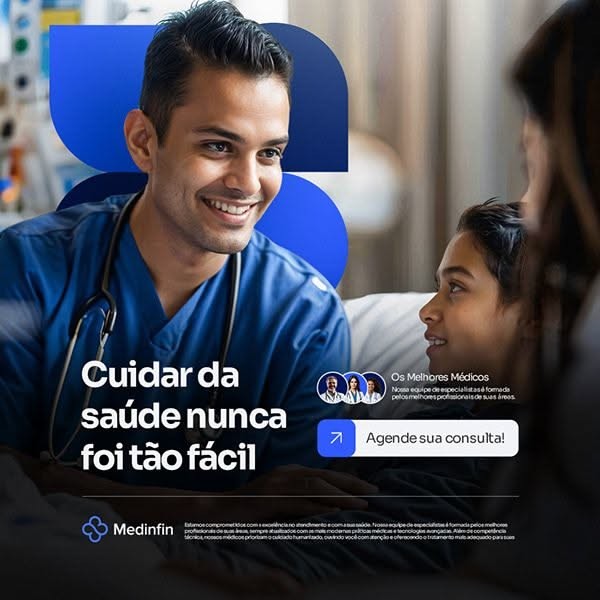 Cuidar da
saúde nunca
foi tão fácil
Os Melhores Médicos
Nossa equipe de especialistas é formada
pelos melhores profissionais de suas áreas.
Agende sua consulta!
Medinfin
Estamos comprometidos com a excelência no atendimento e com a sua saúde. Nossa equipe de especialistas é formada pelos melhores
profissionais de suas áreas, sempre atualizados com as mais modernas práticas médicas e tecnologias avançadas. Além de competência
técnica, nossos médicos priorizam o cuidado humanizado, ouvindo você com atenção e oferecendo o tratamento mais adequado para suas